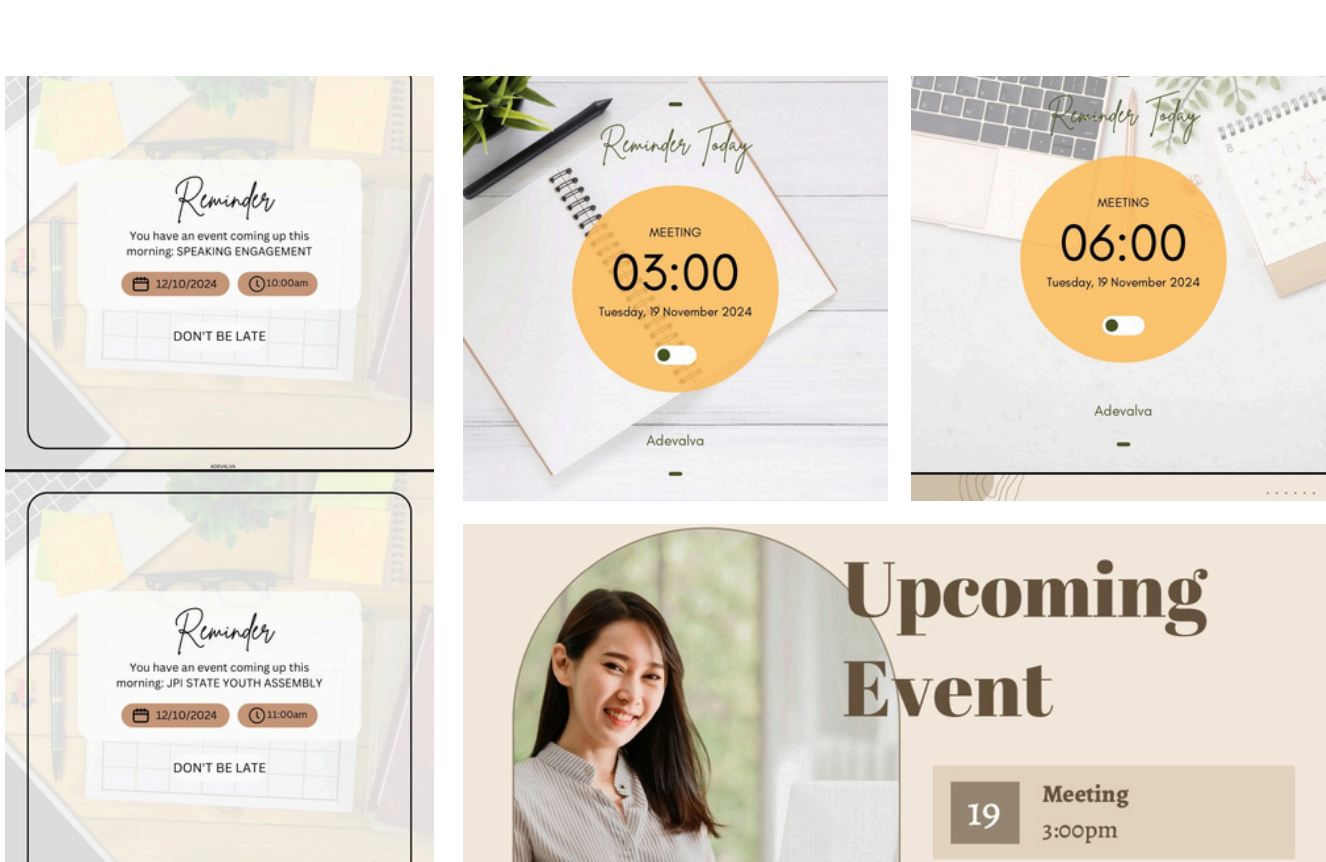 Reminder
You have an event coming up this
morning: SPEAKING ENGAGEMENT
12/10/2024 10:00am
DON'T BE LATE
ADEVALVA
Reminder
You have an event coming up this
morning: JPI STATE YOUTH ASSEMBLY
12/10/2024 11:00am
DON'T BE LATE
Reminder Today
MEETING
03:00
Tuesday, 19 November 2024
Adevalva
Reminder Today
MEETING
06:00
Tuesday, 19 November 2024
Adevalva
Upcoming
Event
19 Meeting
3:00pm